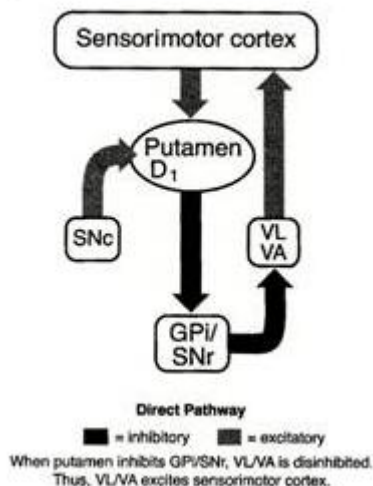 Sensorimotor cortex
Putamen
D1
SNc
VL
VA
GPi/
SNr
Direct Pathway
= inhibitory = excitatory
When putamen inhibits GPi/SNr, VL/VA is disinhibited.
Thus, VL/VA excites sensorimotor cortex.